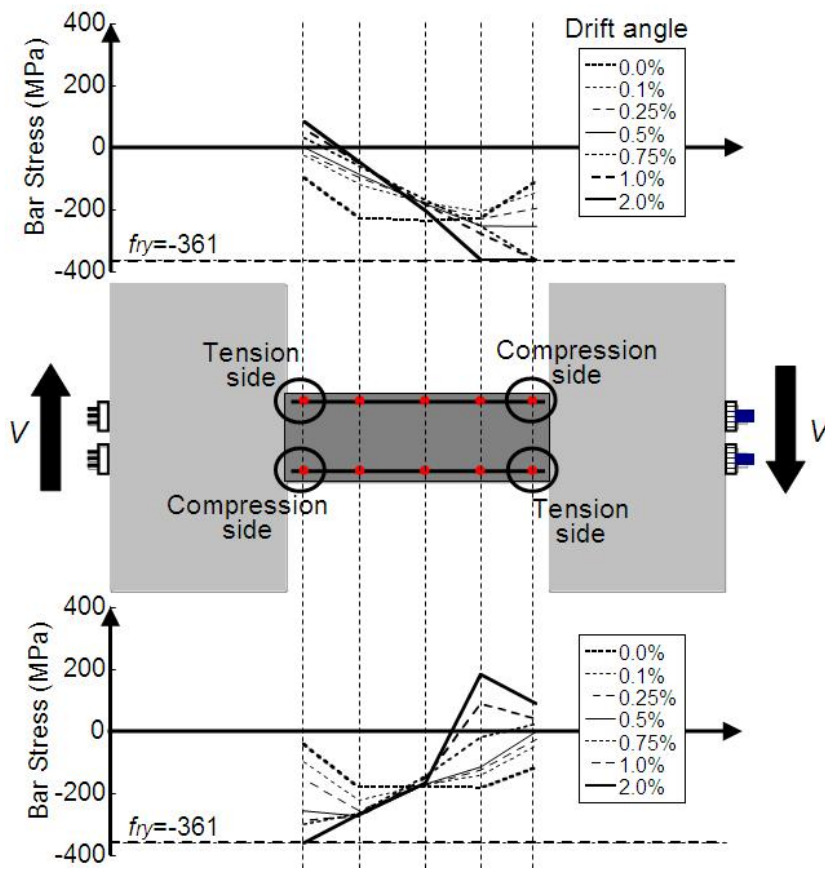 Drift angle
400
200
0
-200
-400
Bar Stress (MPa)
fry=-361
0.0%
0.1%
0.25%
0.5%
0.75%
1.0%
2.0%
Tension
side
Compression
side
V
V
Compression
side
Tension
side
400
200
0
-200
-400
Bar Stress (MPa)
fry=-361
0.0%
0.1%
0.25%
0.5%
0.75%
1.0%
2.0%